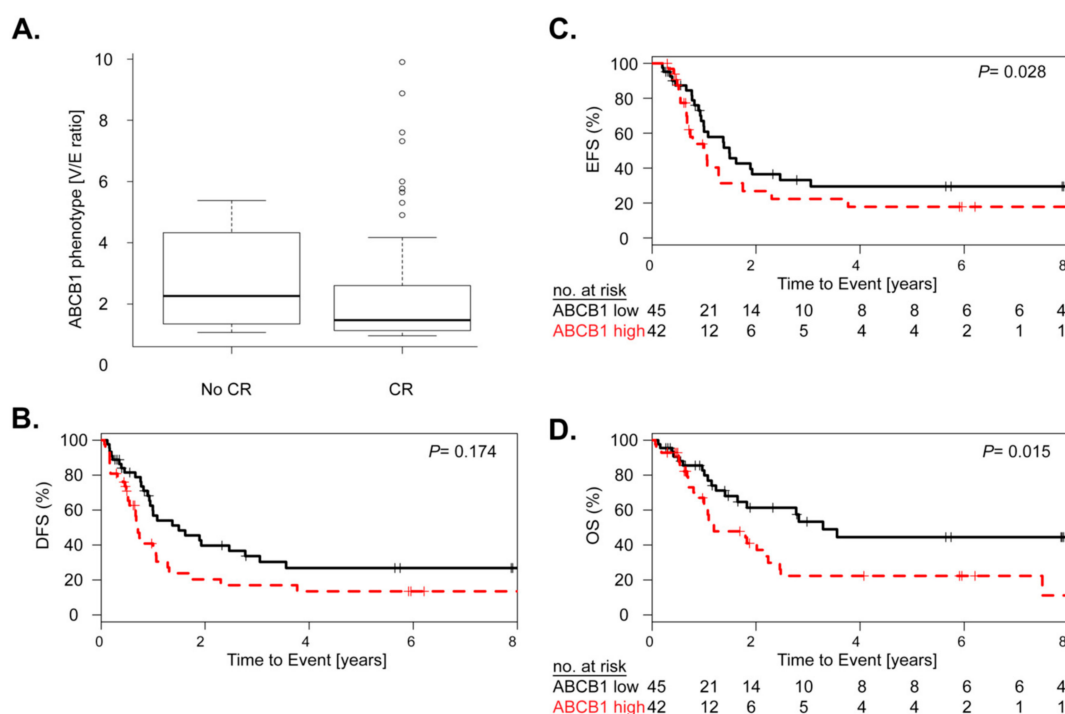 A.
10
8
6
4
2
0
ABCB1 phenotype [V/E ratio]
No CR
CR
C.
100
80
60
40
20
0
EFS (%)
P= 0.028
0
2
4
6
8
Time to Event [years]
no. at risk
ABCB1 low 45 21 14 10 8 8 6 6 4
ABCB1 high 42 12 6 5 4 4 2 1 1
B.
100
80
60
40
20
0
DFS (%)
P= 0.174
0
2
4
6
8
Time to Event [years]
D.
100
80
60
40
20
0
OS (%)
P= 0.015
0
2
4
6
8
Time to Event [years]
no. at risk
ABCB1 low 45 21 14 10 8 8 6 6 4
ABCB1 high 42 12 6 5 4 4 2 1 1